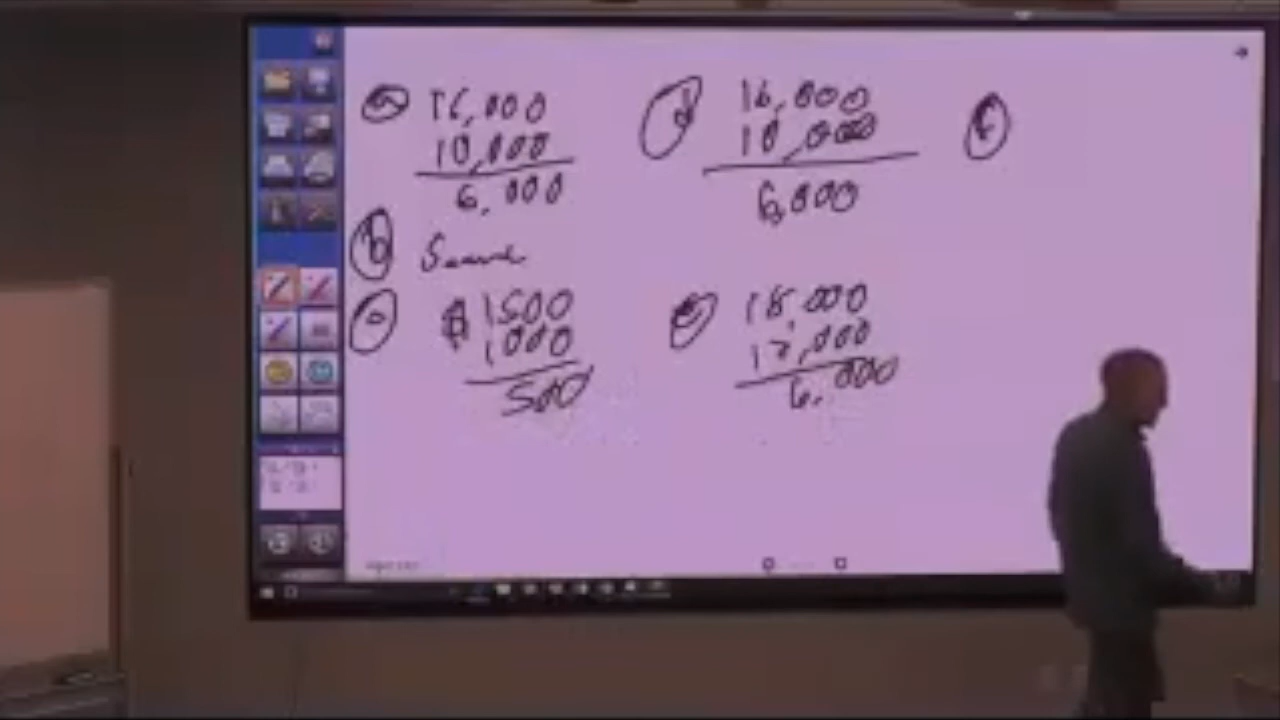 a 16,000
10,000
6,000
b Same
c $1500
1000
500
d 16,000
10,000
6,000
e 18,000
12,000
6,000
f